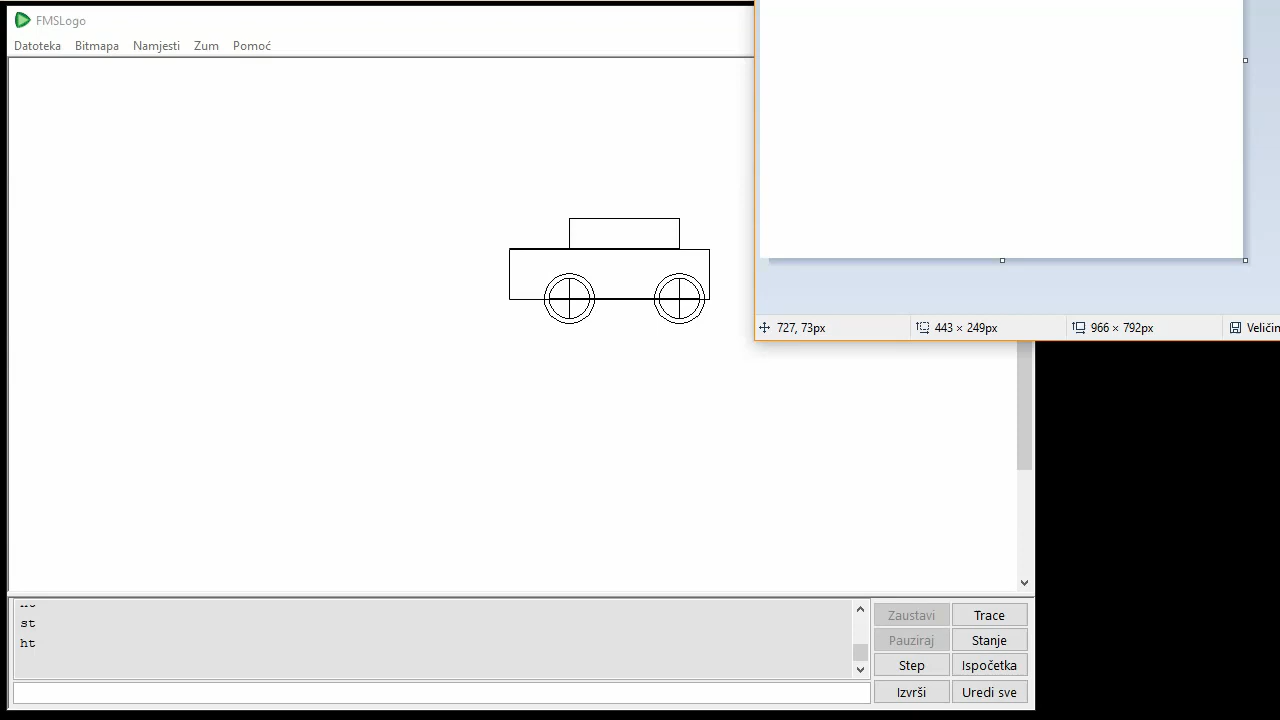 FMSLogo
Datoteka Bitmapa Namjesti Zum Pomoć
727, 73px 443 × 249px 966 × 792px
st
ht
Zaustavi Trace
Pauziraj Stanje
Step Ispočetka
Izvrši Uredi sve